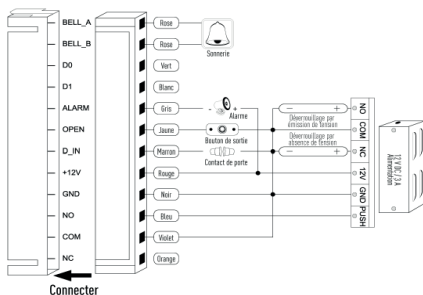 BELL_A Rose
BELL_B Rose
Sonnerie
D0 Vert
D1 Blanc
ALARM Gris - + Alarme
OPEN Jaune
Bouton de sortie
D_IN Marron
Contact de porte
+12V Rouge
GND Noir
NO Bleu
COM Violet
NC Orange
Connecter
- +
Déverrouillage par
émission de tension
Déverrouillage par
absence de tension
- +
NO
COM
NC
12V
GND
PUSH
12V DC / 3 A
Alimentation